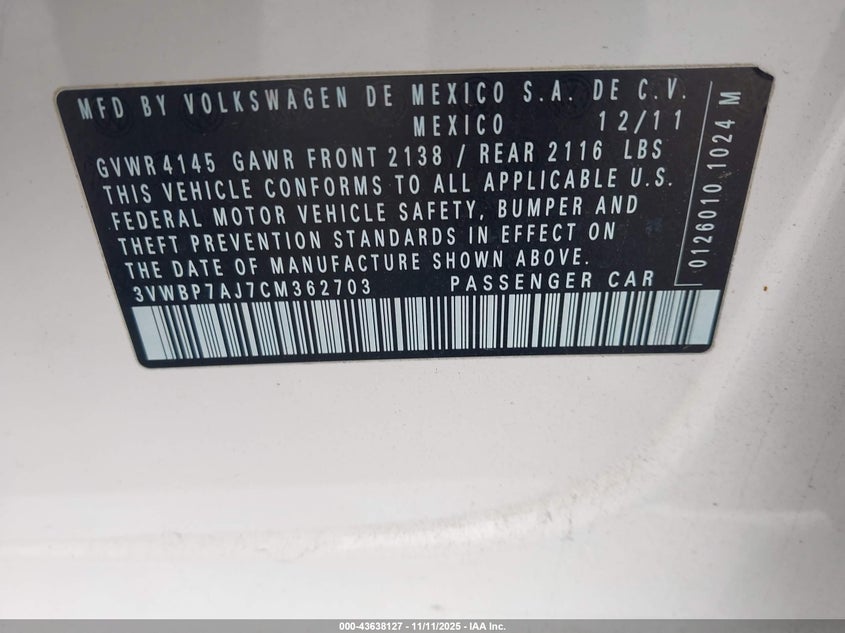 MFD BY VOLKSWAGEN DE MEXICO S.A. DE C.V.
MEXICO 12/11
GVWR 4145 GAWR FRONT 2138 / REAR 2116 LBS
THIS VEHICLE CONFORMS TO ALL APPLICABLE U.S.
FEDERAL MOTOR VEHICLE SAFETY, BUMPER AND
THEFT PREVENTION STANDARDS IN EFFECT ON
THE DATE OF MANUFACTURE SHOWN ABOVE.
3VWBP7AJ7CM362703 PASSENGER CAR
0126010 1024 M
000-43638127 - 11/11/2025 - IAA Inc.